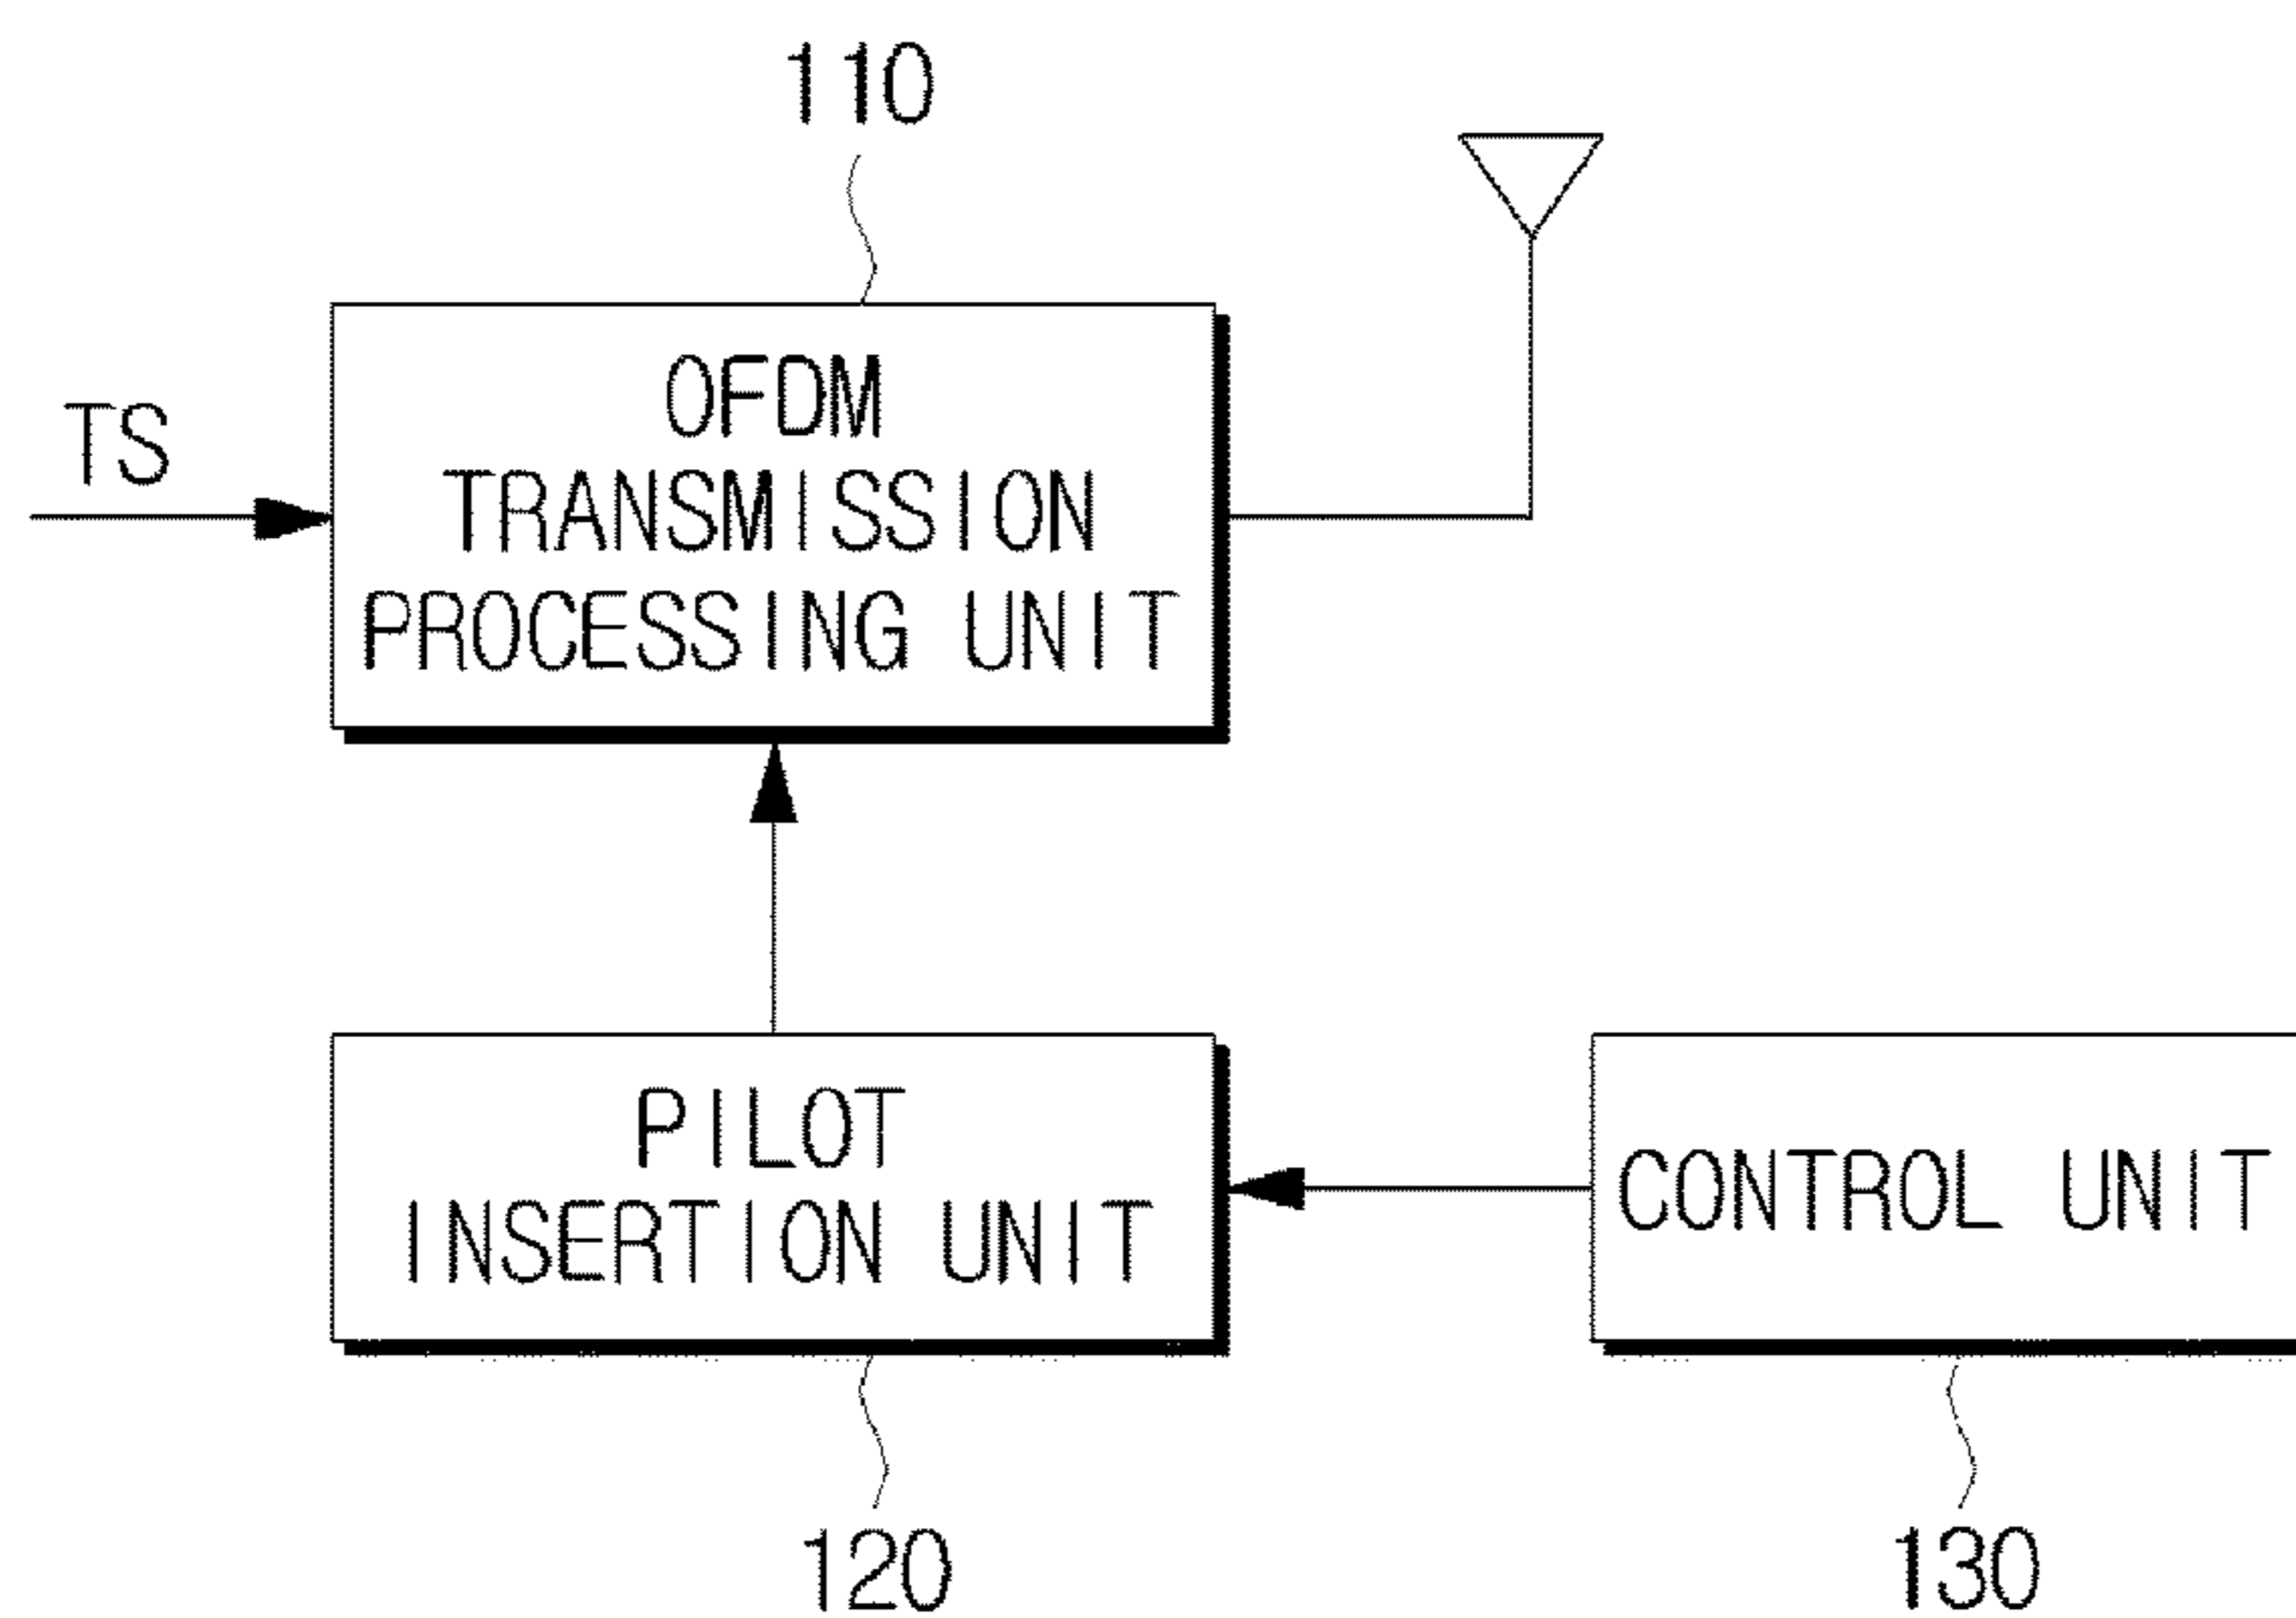 110
TS
OFDM
TRANSMISSION
PROCESSING UNIT
PILOT
INSERTION UNIT
CONTROL UNIT
120
130